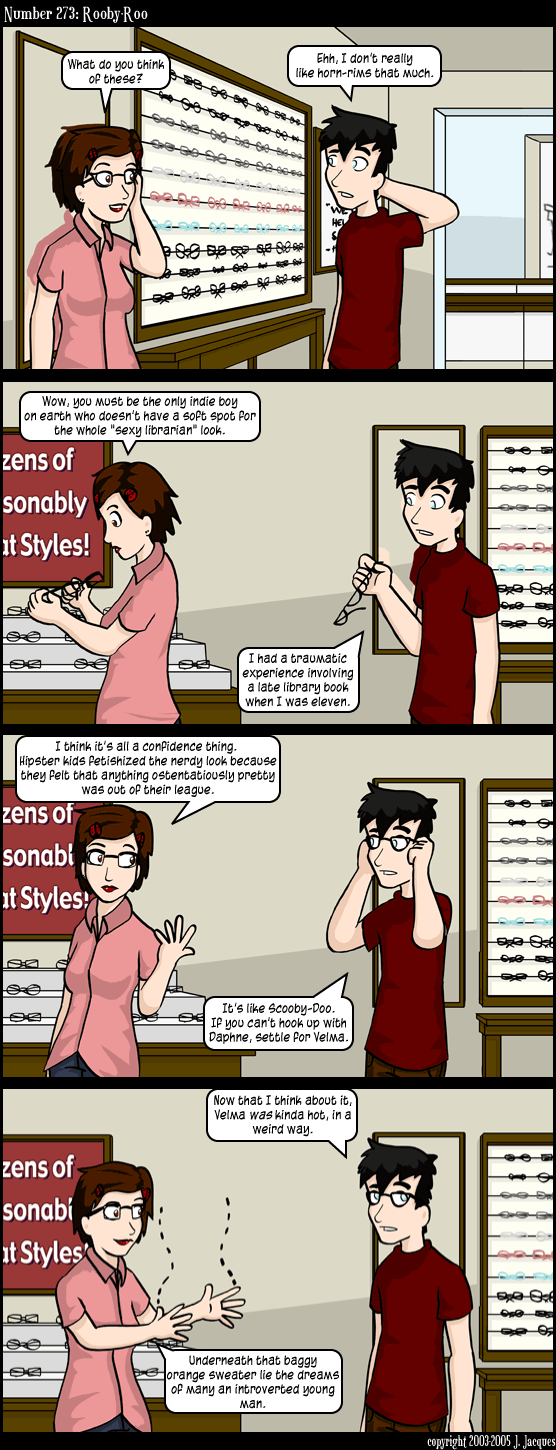 Number 273: Rooby-Roo
What do you think
of these?
Ehh, I don't really
like horn-rims that much.
"WE
HEL
Wow, you must be the only indie boy
on earth who doesn't have a soft spot for
the whole "sexy librarian" look.
zens of
sonably
at Styles!
I had a traumatic
experience involving
a late library book
when I was eleven.
I think it's all a confidence thing.
Hipster kids fetishized the nerdy look because
they felt that anything ostentatiously pretty
was out of their league.
zens of
sonabl
at Styles!
It's like Scooby-Doo.
If you can't hook up with
Daphne, settle for Velma.
Now that I think about it,
Velma was kinda hot, in a
weird way.
zens of
sonabl
at Styles
Underneath that baggy
orange sweater lie the dreams
of many an introverted young
man.
copyright 2003-2005 J. Jacques